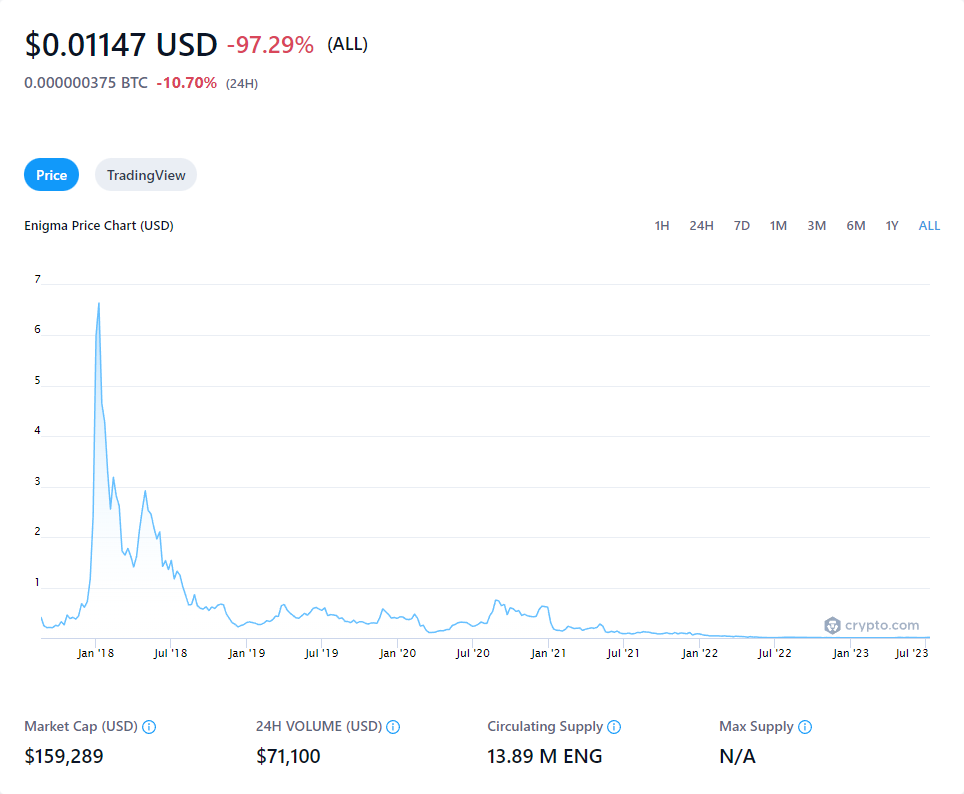 $0.01147 USD -97.29% (ALL)
0.000000375 BTC -10.70% (24H)
Price TradingView
Enigma Price Chart (USD) 1H 24H 7D 1M 3M 6M 1Y ALL
7
6
5
4
3
2
1
crypto.com
Jan '18 Jul '18 Jan '19 Jul '19 Jan '20 Jul '20 Jan '21 Jul '21 Jan '22 Jul '22 Jan '23 Jul '23
Market Cap (USD) 24H VOLUME (USD) Circulating Supply Max Supply
$159,289 $71,100 13.89 M ENG N/A